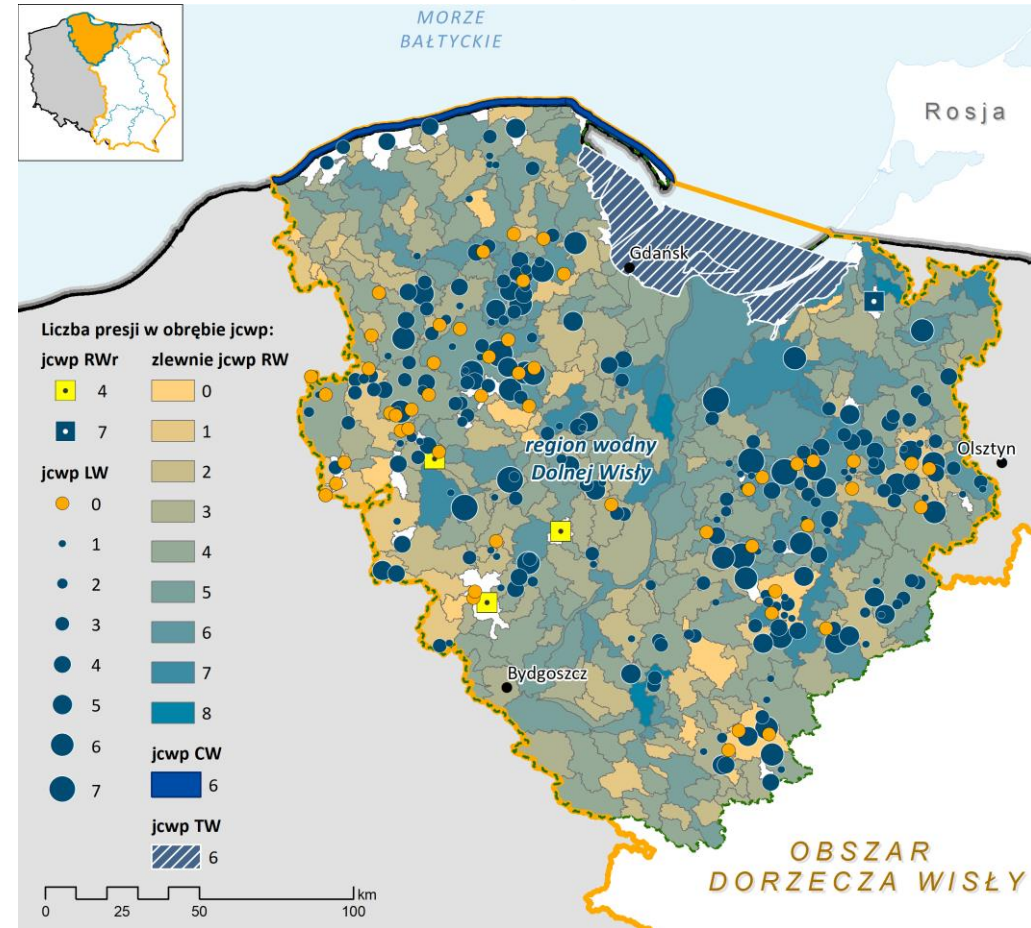 MORZE
BAŁTYCKIE
Rosja
Gdańsk
Olsztyn
region wodny
Dolnej Wisły
Bydgoszcz
Liczba presji w obrębie jcwp:
jcwp RWr
4
7
jcwp LW
0
1
2
3
4
5
6
7
zlewnie jcwp RW
0
1
2
3
4
5
6
7
8
jcwp CW
6
jcwp TW
6
km
0 25 50 100
OBSZAR
DORZECZA WISŁY